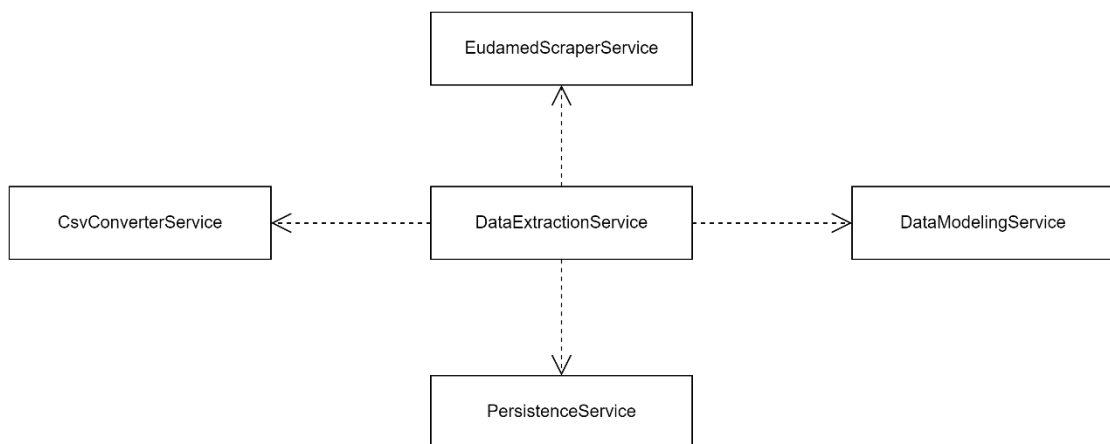 EudamedScraperService
CsvConverterService
DataExtractionService
DataModelingService
PersistenceService